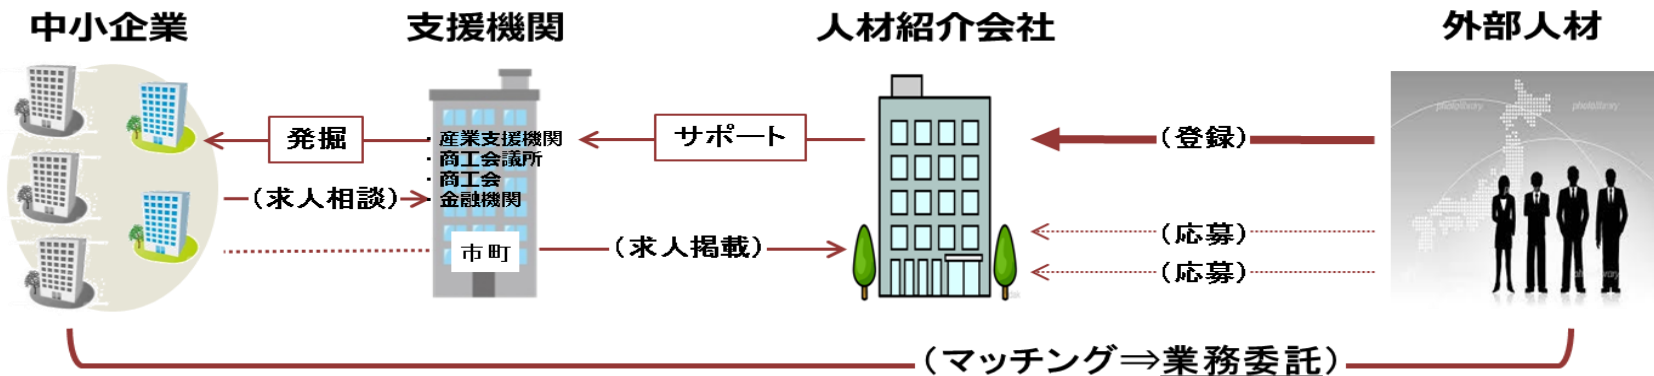 中小企業
支援機関
人材紹介会社
外部人材
発掘
・産業支援機関
・商工会議所
・商工会
・金融機関
サポート
(登録)
(求人相談)
市町
(求人掲載)
(応募)
(応募)
(マッチング⇒業務委託)
photolibrary
photolibrary
photolibrary